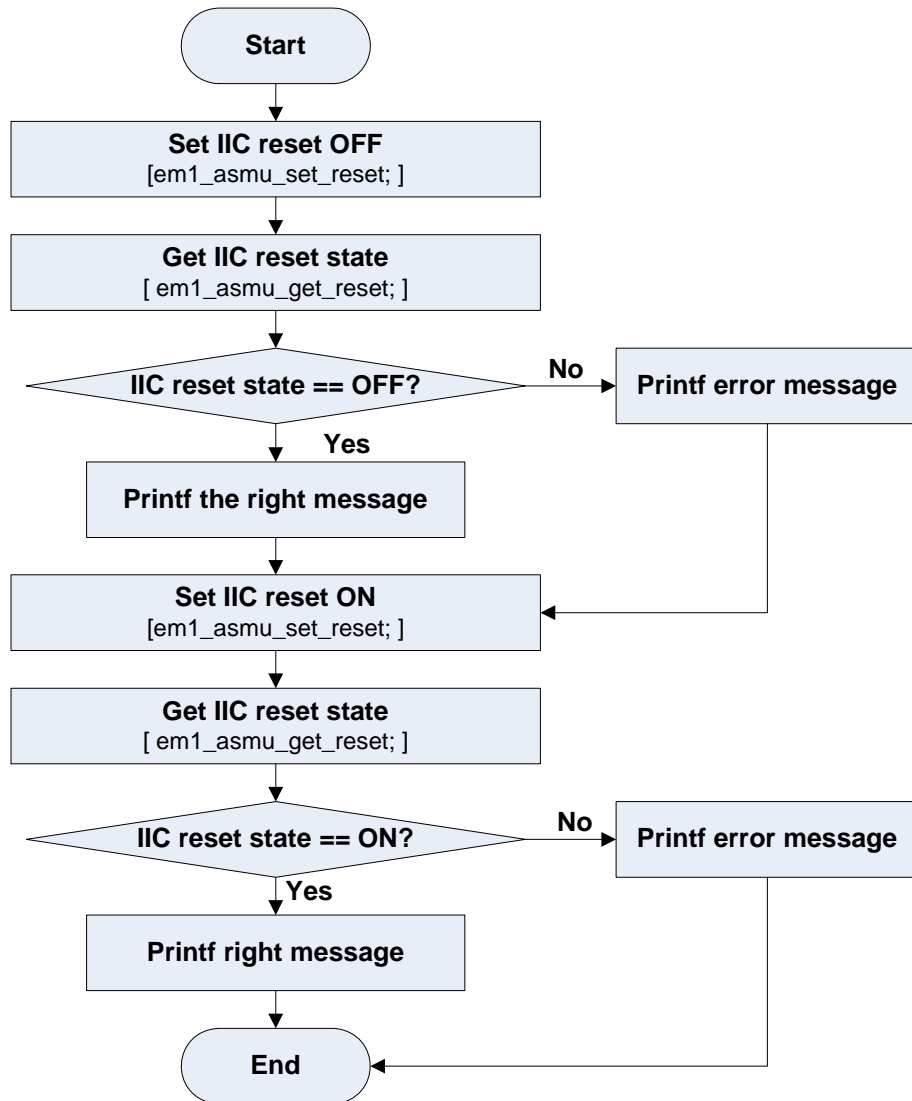 Start
Set IIC reset OFF
[em1_asmu_set_reset; ]
Get IIC reset state
[ em1_asmu_get_reset; ]
IIC reset state == OFF?
No
Printf error message
Yes
Printf the right message
Set IIC reset ON
[em1_asmu_set_reset; ]
Get IIC reset state
[ em1_asmu_get_reset; ]
IIC reset state == ON?
No
Printf error message
Yes
Printf right message
End